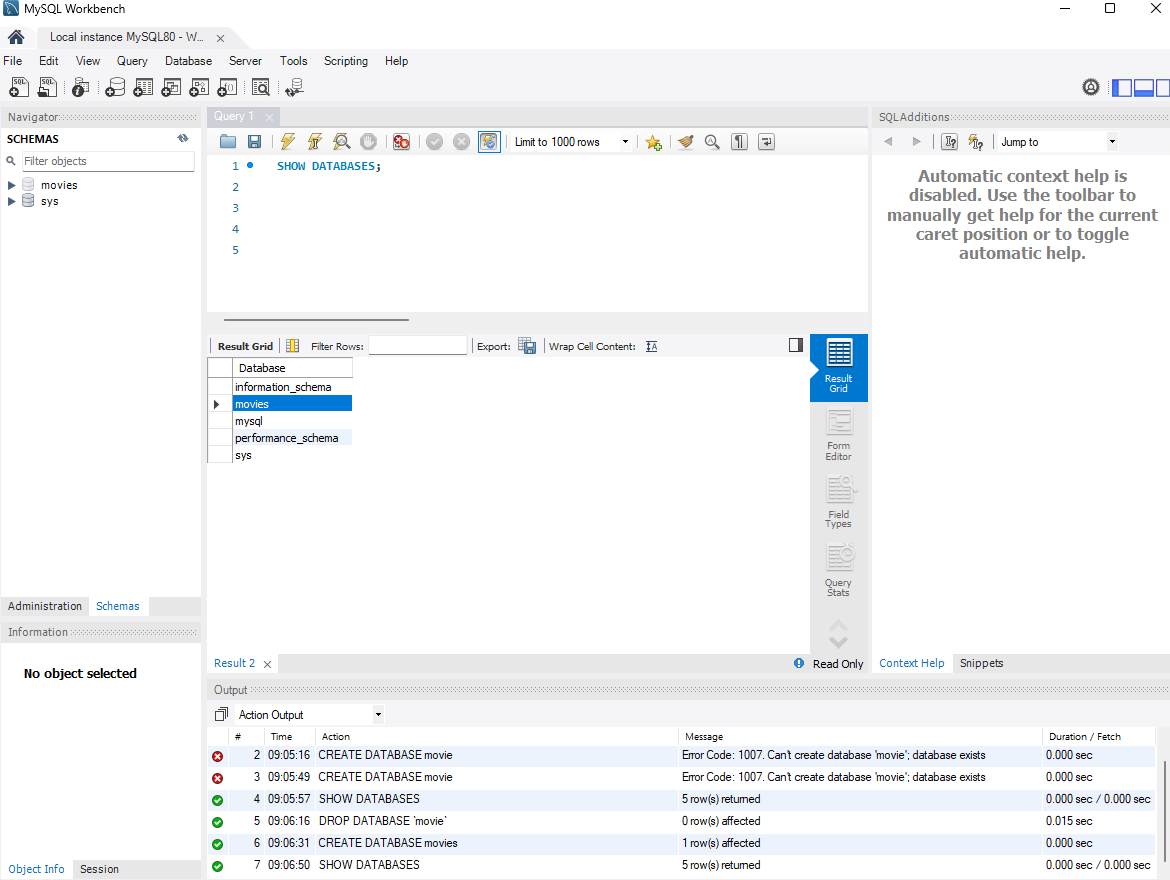 MySQL Workbench
Local instance MySQL80 - W...
File Edit View Query Database Server Tools Scripting Help
Navigator
SCHEMAS
Filter objects
movies
sys
Administration Schemas
Information
No object selected
Object Info Session
Query 1
Limit to 1000 rows
1 SHOW DATABASES;
2
3
4
5
Result Grid Filter Rows: Export: Wrap Cell Content:
Database
information_schema
movies
mysql
performance_schema
sys
Result
Grid
Form
Editor
Field
Types
Query
Stats
Result 2 Read Only
SQLAdditions
Jump to
Automatic context help is
disabled. Use the toolbar to
manually get help for the current
caret position or to toggle
automatic help.
Context Help Snippets
Output
Action Output
# Time Action Message Duration / Fetch
2 09:05:16 CREATE DATABASE movie Error Code: 1007. Can't create database 'movie'; database exists 0.000 sec
3 09:05:49 CREATE DATABASE movie Error Code: 1007. Can't create database 'movie'; database exists 0.000 sec
4 09:05:57 SHOW DATABASES 5 row(s) returned 0.000 sec / 0.000 sec
5 09:06:16 DROP DATABASE `movie` 0 row(s) affected 0.015 sec
6 09:06:31 CREATE DATABASE movies 1 row(s) affected 0.000 sec
7 09:06:50 SHOW DATABASES 5 row(s) returned 0.000 sec / 0.000 sec